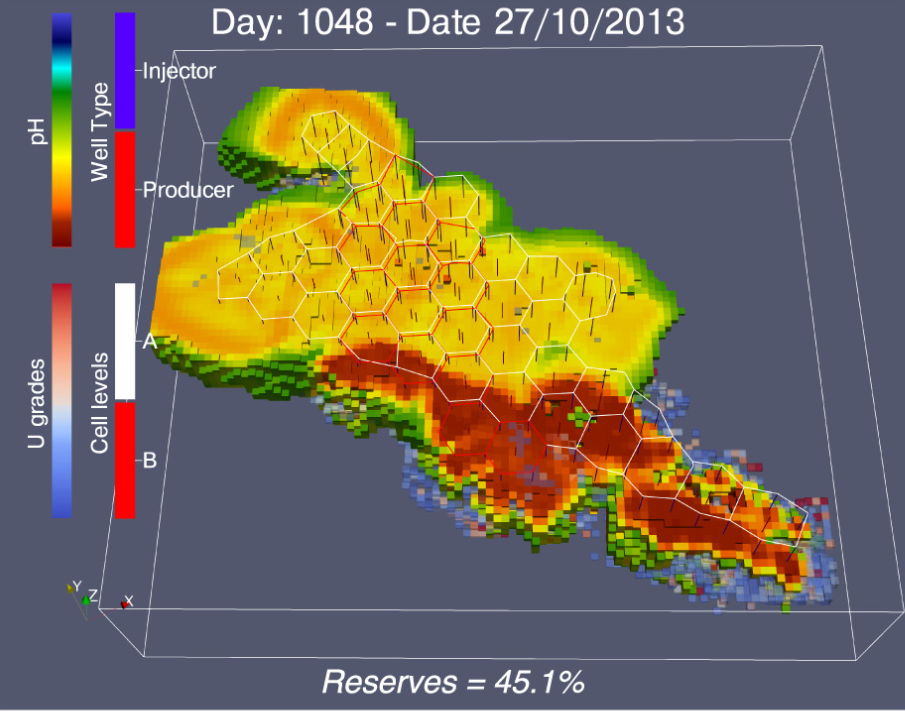 Day: 1048 - Date 27/10/2013
pH
Well Type
Injector
Producer
U grades
Cell levels
A
B
Y
Z
X
Reserves = 45.1%